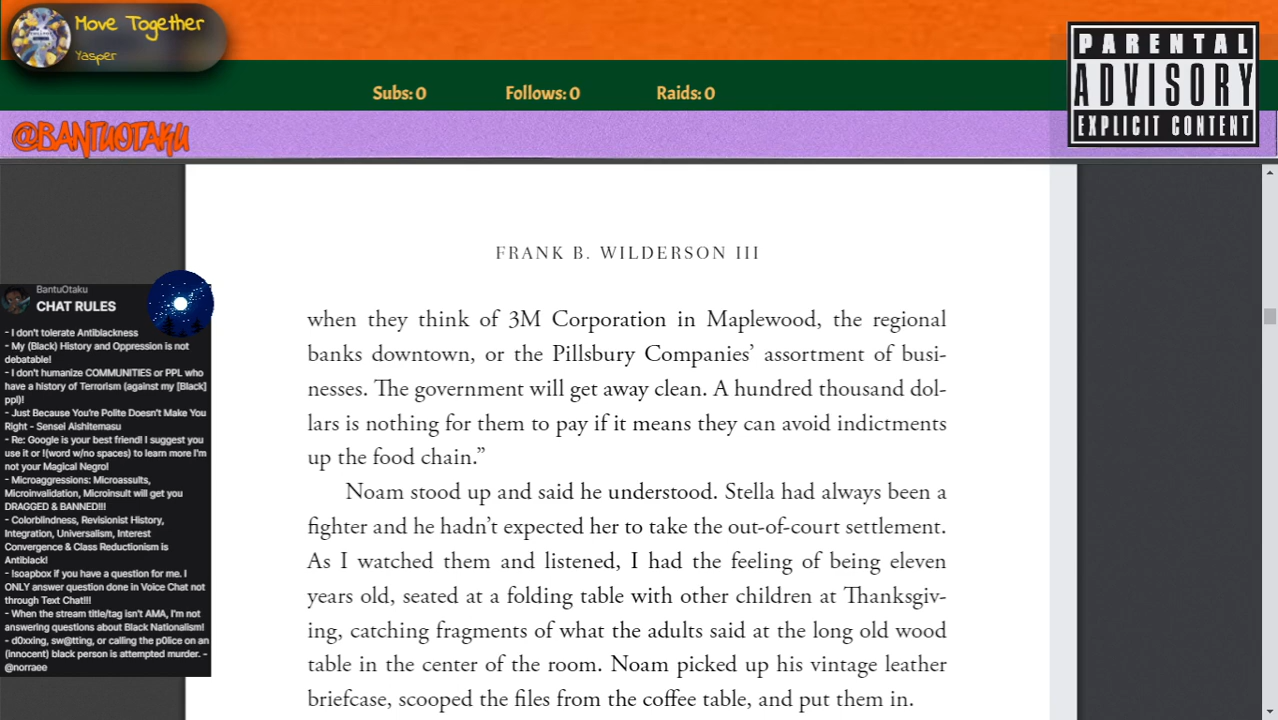 Move Together
Yasper
Subs: 0
Follows: 0
Raids: 0
PARENTAL
ADVISORY
EXPLICIT CONTENT
@BANTUOTAKU
BantuOtaku
CHAT RULES
- I don't tolerate Antiblackness
- My (Black) History and Oppression is not
debatable!
- I don't humanize COMMUNITIES or PPL who
have a history of Terrorism (against my [Black]
ppl)!
- Just Because You're Polite Doesn't Make You
Right - Sensei Aishitemasu
- Re: Google is your best friend! I suggest you
use it or !(word w/no spaces) to learn more I'm
not your Magical Negro!
- Microaggressions: Microassults,
Microinvalidation, Microinsult will get you
DRAGGED & BANNED!!!
- Colorblindness, Revisionist History,
Integration, Universalism, Interest
Convergence & Class Reductionism is
Antiblack!
- !soapbox if you have a question for me. I
ONLY answer question done in Voice Chat not
through Text Chat!!!
- When the stream title/tag isn't AMA, I'm not
answering questions about Black Nationalism!
- d0xxing, sw@tting, or calling the p0lice on an
(innocent) black person is attempted murder. -
@norraee
FRANK B. WILDERSON III
when they think of 3M Corporation in Maplewood, the regional
banks downtown, or the Pillsbury Companies' assortment of busi-
nesses. The government will get away clean. A hundred thousand dol-
lars is nothing for them to pay if it means they can avoid indictments
up the food chain."
Noam stood up and said he understood. Stella had always been a
fighter and he hadn't expected her to take the out-of-court settlement.
As I watched them and listened, I had the feeling of being eleven
years old, seated at a folding table with other children at Thanksgiv-
ing, catching fragments of what the adults said at the long old wood
table in the center of the room. Noam picked up his vintage leather
briefcase, scooped the files from the coffee table, and put them in.